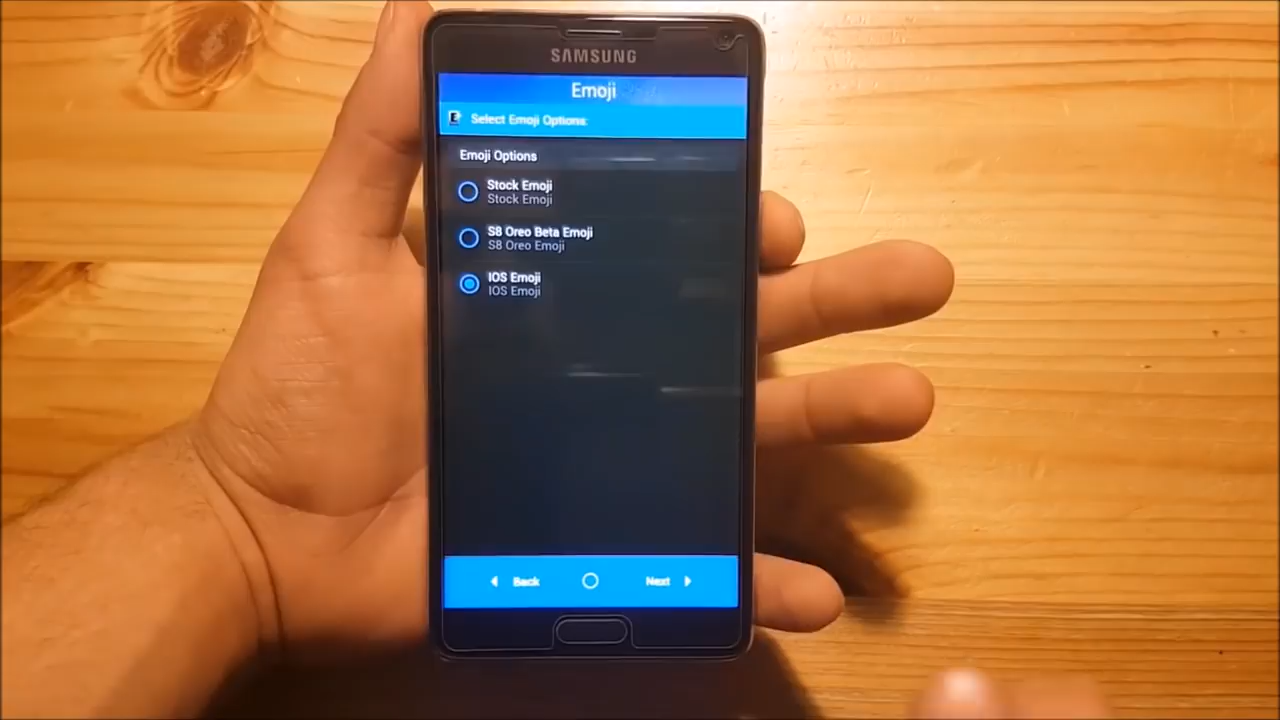 SAMSUNG
Emoji
Select Emoji Options:
Emoji Options
Stock Emoji
Stock Emoji
S8 Oreo Beta Emoji
S8 Oreo Emoji
IOS Emoji
IOS Emoji
Back
Next